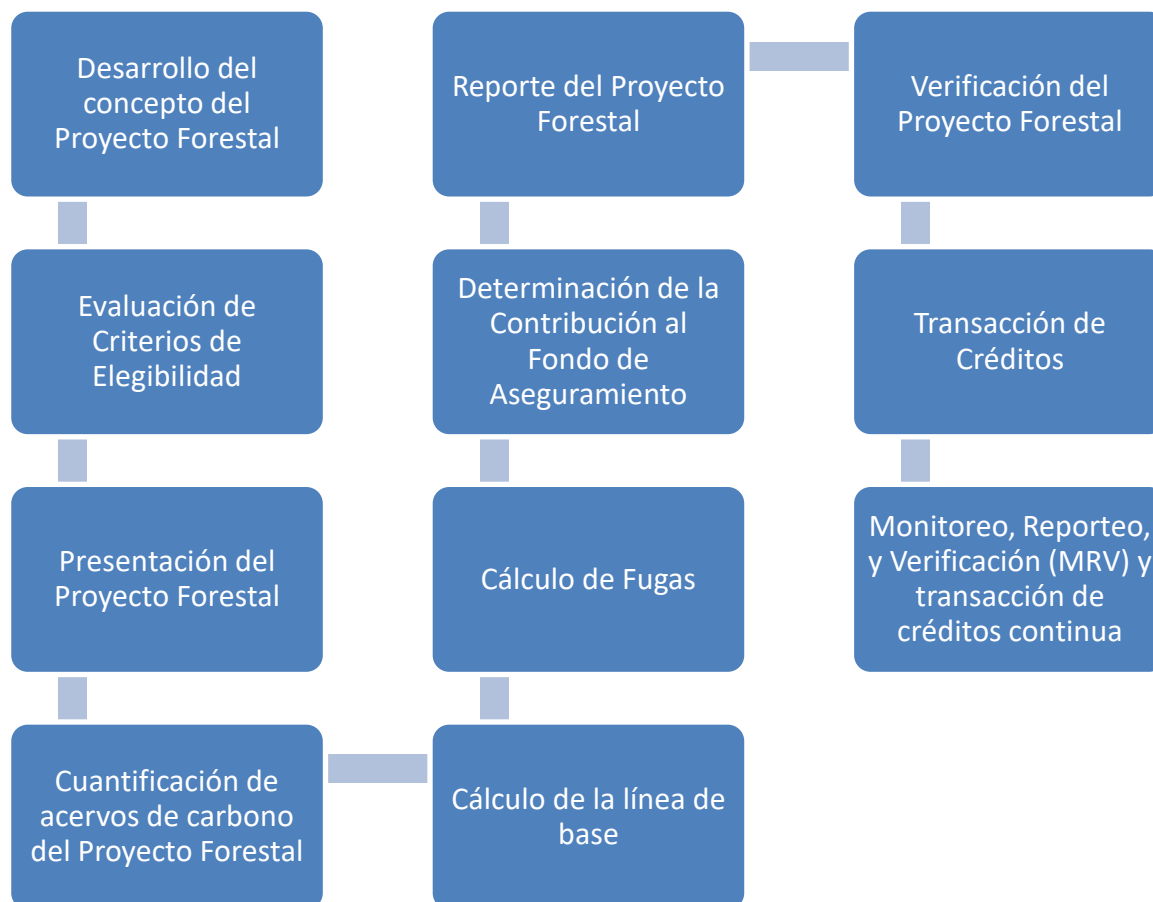 Desarrollo del
concepto del
Proyecto Forestal
Evaluación de
Criterios de
Elegibilidad
Presentación del
Proyecto Forestal
Cuantificación de
acervos de carbono
del Proyecto Forestal
Cálculo de la línea de
base
Cálculo de Fugas
Determinación de la
Contribución al
Fondo de
Aseguramiento
Reporte del Proyecto
Forestal
Verificación del
Proyecto Forestal
Transacción de
Créditos
Monitoreo, Reporteo,
y Verificación (MRV) y
transacción de
créditos continua